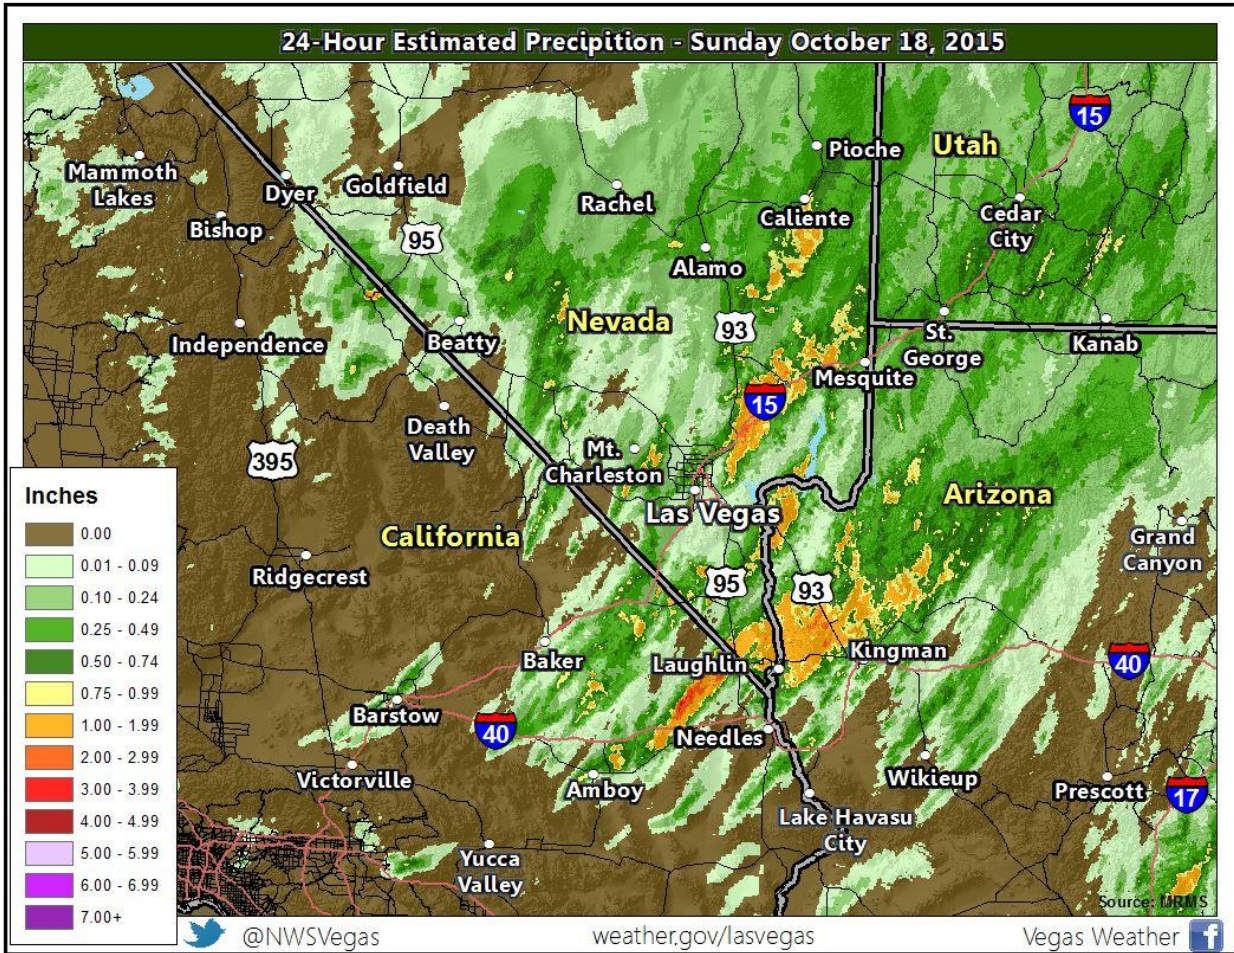 24-Hour Estimated Precipition - Sunday October 18, 2015
Pioche
Utah
15
Mammoth
Lakes
Dyer
Goldfield
Rachel
Caliente
Cedar
City
Bishop
95
Alamo
Nevada
93
St.
George
Kanab
Independence
Beatty
Mesquite
15
Death
Valley
395
Mt.
Charleston
Las Vegas
Arizona
California
Grand
Canyon
Ridgecrest
95
93
Baker
Laughlin
Kingman
40
Barstow
40
Needles
Victorville
Amboy
Wikieup
Prescott
17
Lake Havasu
City
Yucca
Valley
Inches
0.00
0.01 - 0.09
0.10 - 0.24
0.25 - 0.49
0.50 - 0.74
0.75 - 0.99
1.00 - 1.99
2.00 - 2.99
3.00 - 3.99
4.00 - 4.99
5.00 - 5.99
6.00 - 6.99
7.00+
Source: MRMS
@NWSVegas
weather.gov/lasvegas
Vegas Weather